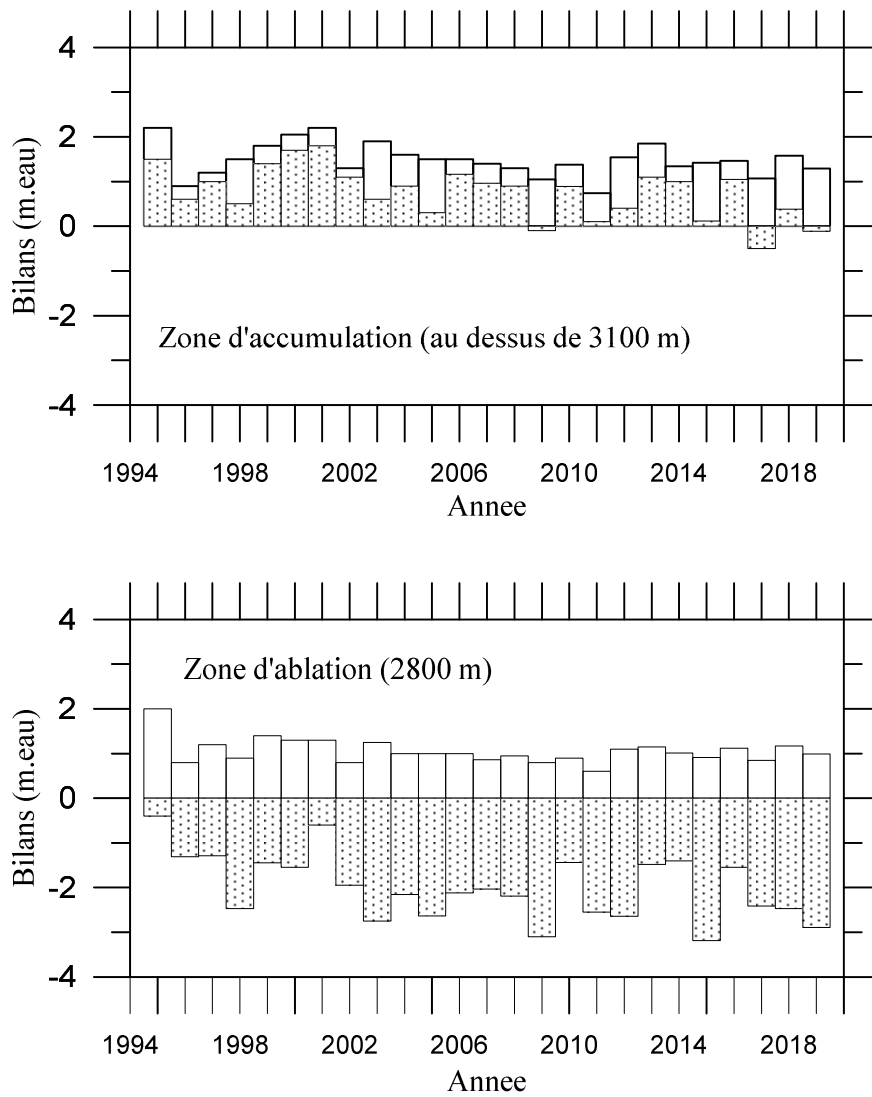 4
2
0
-2
-4
Bilans (m.eau)
Zone d'accumulation (au dessus de 3100 m)
1994 1998 2002 2006 2010 2014 2018
Annee
4
2
0
-2
-4
Bilans (m.eau)
Zone d'ablation (2800 m)
1994 1998 2002 2006 2010 2014 2018
Annee